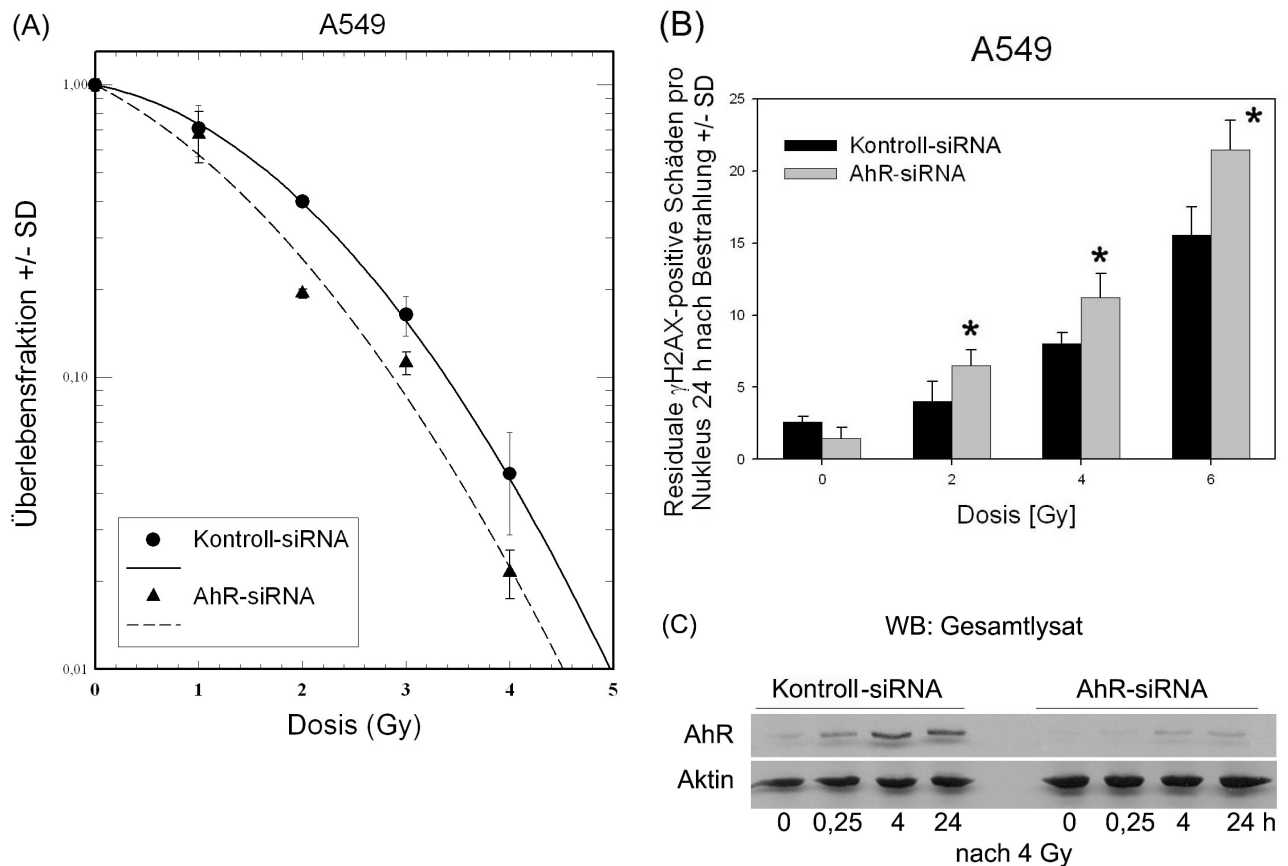 (A)
A549
Überlebensfraktion +/- SD
1,00
0,10
0,01
Kontroll-siRNA
AhR-siRNA
0 1 2 3 4 5
Dosis (Gy)
(B)
A549
Residuale γH2AX-positive Schäden pro
Nukleus 24 h nach Bestrahlung +/- SD
25
20
15
10
5
0
Kontroll-siRNA
AhR-siRNA
* * *
0 2 4 6
Dosis [Gy]
(C)
WB: Gesamtlysat
Kontroll-siRNA AhR-siRNA
AhR
Aktin
0 0,25 4 24 0 0,25 4 24 h
nach 4 Gy